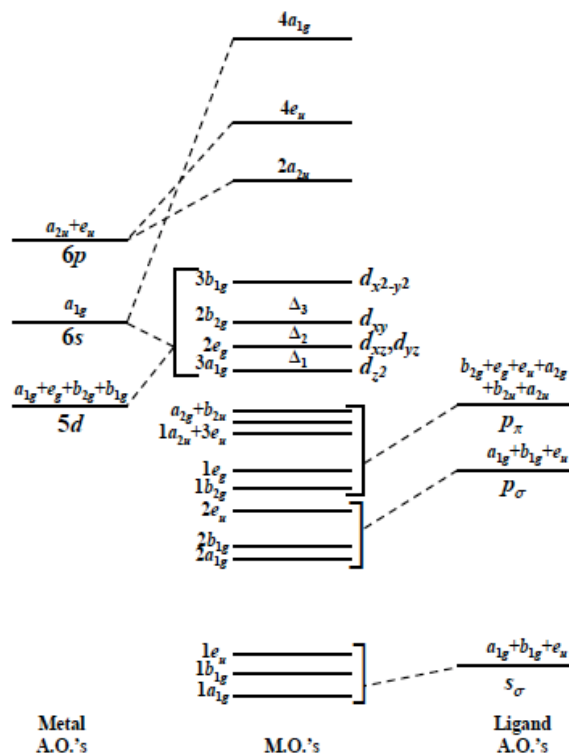 4a₁g
4eᵤ
2a₂ᵤ
a₂ᵤ+eᵤ
6p
3b₁g dₓ²₋y²
a₁g
6s
2b₂g Δ₃ dxy
2eg Δ₂ dxz,dyz
3a₁g Δ₁ dz²
a₁g+eg+b₂g+b₁g
5d
b₂g+eg+eᵤ+a₂g
+b₂ᵤ+a₂ᵤ
pπ
a₂g+b₂ᵤ
1a₂ᵤ+3eᵤ
1eg
1b₂g
a₁g+b₁g+eᵤ
pσ
2eᵤ
2b₁g
2a₁g
1eᵤ
1b₁g
1a₁g
a₁g+b₁g+eᵤ
sσ
Metal
A.O.'s
M.O.'s
Ligand
A.O.'s